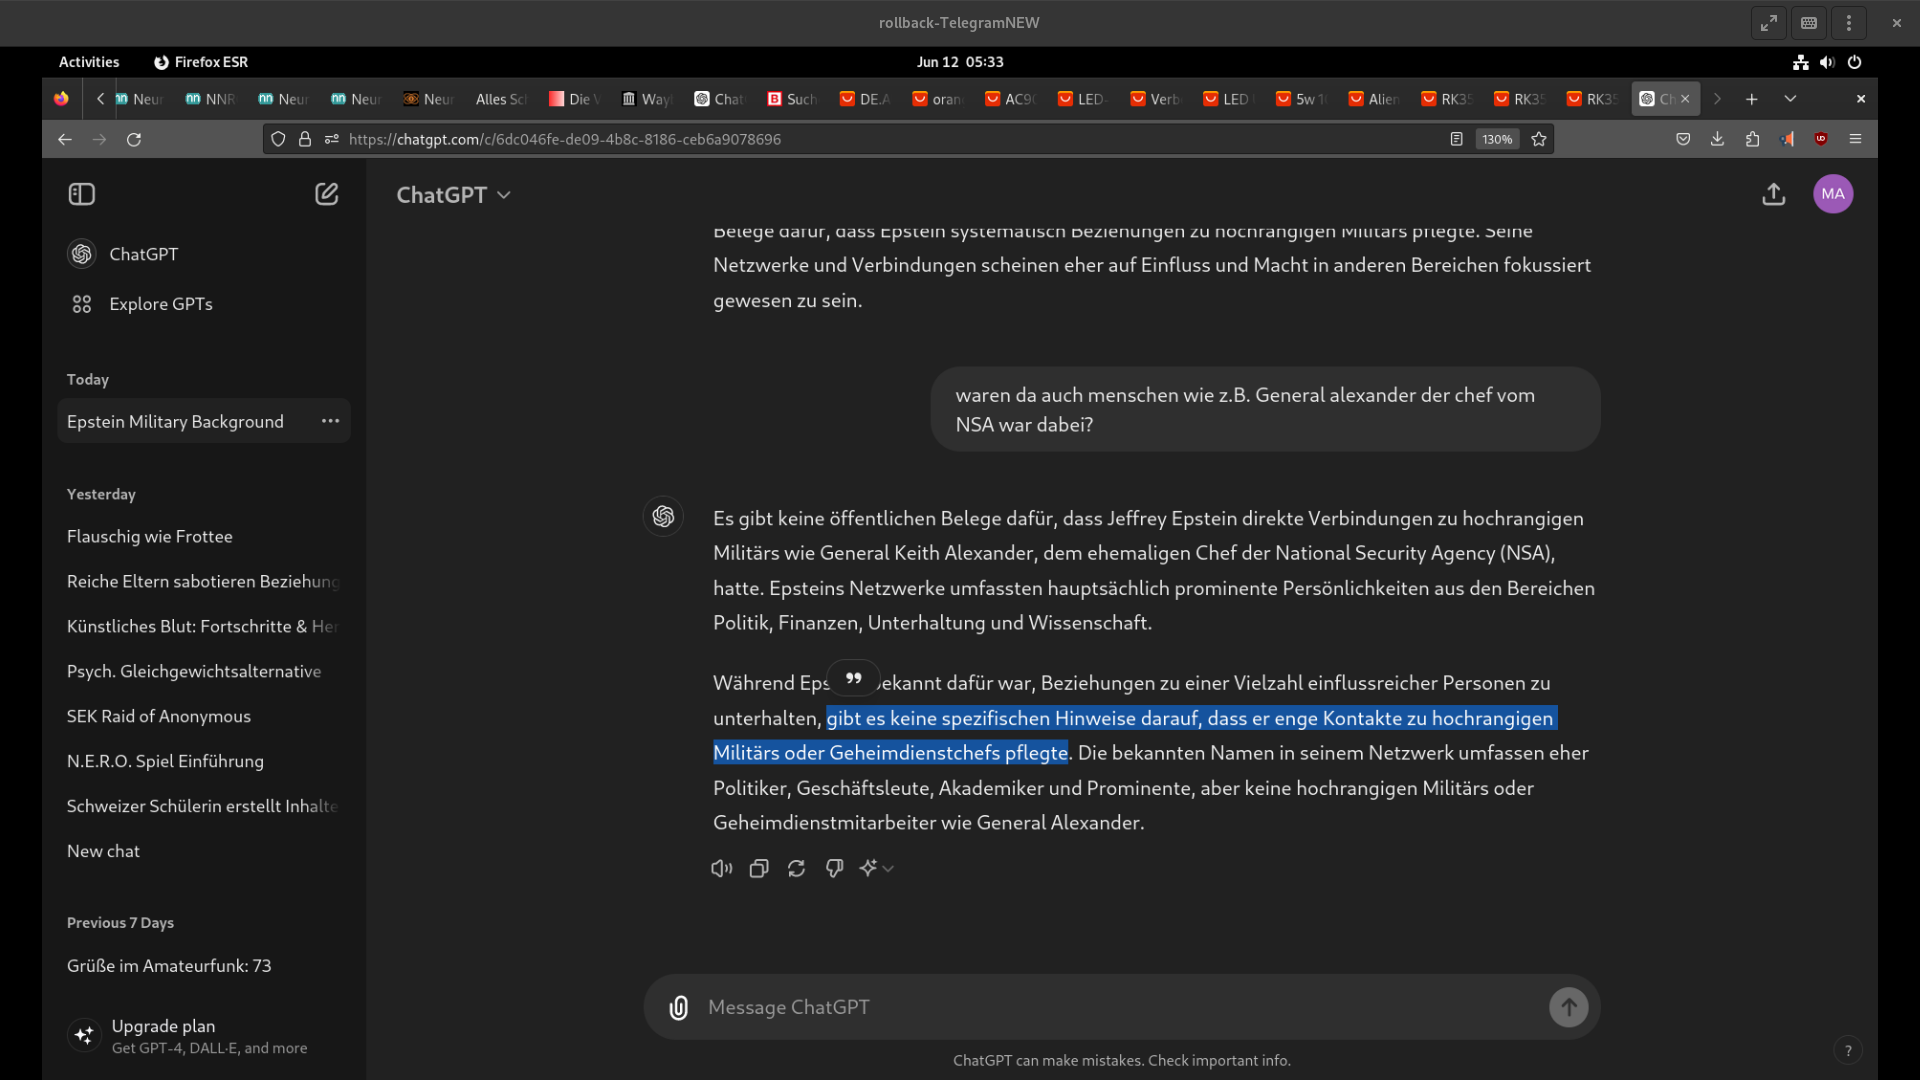 rollback-TelegramNEW
Activities
Firefox ESR
Jun 12 05:33
Neur
NNR
Neur
Neur
Neur
Alles Sc
Die V
Way
Chat
Such
DE.A
oran
AC9
LED-
Verb
LED
5w 1
Alien
RK35
RK35
RK35
Ch
https://chatgpt.com/c/6dc046fe-de09-4b8c-8186-ceb6a9078696
130%
ChatGPT
MA
ChatGPT
Explore GPTs
Today
Epstein Military Background
Yesterday
Flauschig wie Frottee
Reiche Eltern sabotieren Beziehung
Künstliches Blut: Fortschritte & Her
Psych. Gleichgewichtsalternative
SEK Raid of Anonymous
N.E.R.O. Spiel Einführung
Schweizer Schülerin erstellt Inhalte
New chat
Previous 7 Days
Grüße im Amateurfunk: 73
Upgrade plan
Get GPT-4, DALL·E, and more
Belege dafür, dass Epstein systematisch Beziehungen zu hochrangigen Militärs pflegte. Seine
Netzwerke und Verbindungen scheinen eher auf Einfluss und Macht in anderen Bereichen fokussiert
gewesen zu sein.
waren da auch menschen wie z.B. General alexander der chef vom
NSA war dabei?
Es gibt keine öffentlichen Belege dafür, dass Jeffrey Epstein direkte Verbindungen zu hochrangigen
Militärs wie General Keith Alexander, dem ehemaligen Chef der National Security Agency (NSA),
hatte. Epsteins Netzwerke umfassten hauptsächlich prominente Persönlichkeiten aus den Bereichen
Politik, Finanzen, Unterhaltung und Wissenschaft.
Während Eps ekannt dafür war, Beziehungen zu einer Vielzahl einflussreicher Personen zu
unterhalten, gibt es keine spezifischen Hinweise darauf, dass er enge Kontakte zu hochrangigen
Militärs oder Geheimdienstchefs pflegte. Die bekannten Namen in seinem Netzwerk umfassen eher
Politiker, Geschäftsleute, Akademiker und Prominente, aber keine hochrangigen Militärs oder
Geheimdienstmitarbeiter wie General Alexander.
Message ChatGPT
ChatGPT can make mistakes. Check important info.
?